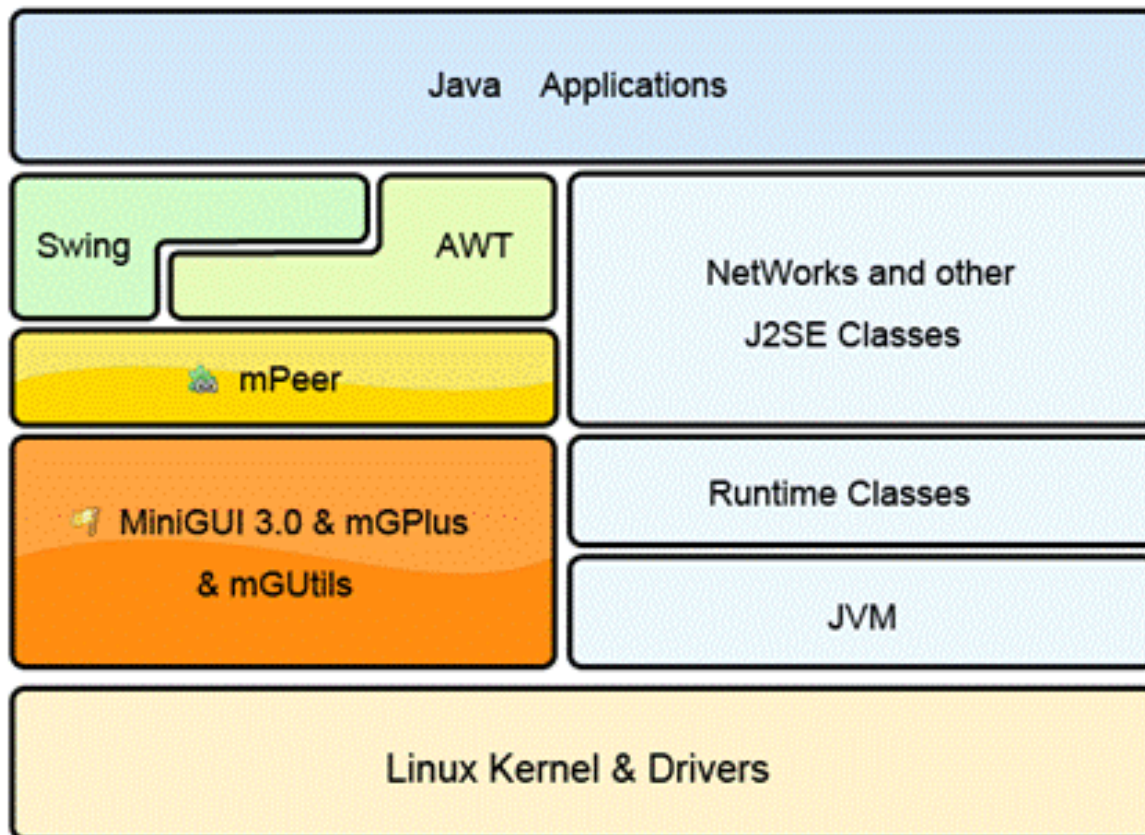 Java Applications
Swing
AWT
NetWorks and other
J2SE Classes
mPeer
MiniGUI 3.0 & mGPlus
& mGUtils
Runtime Classes
JVM
Linux Kernel & Drivers